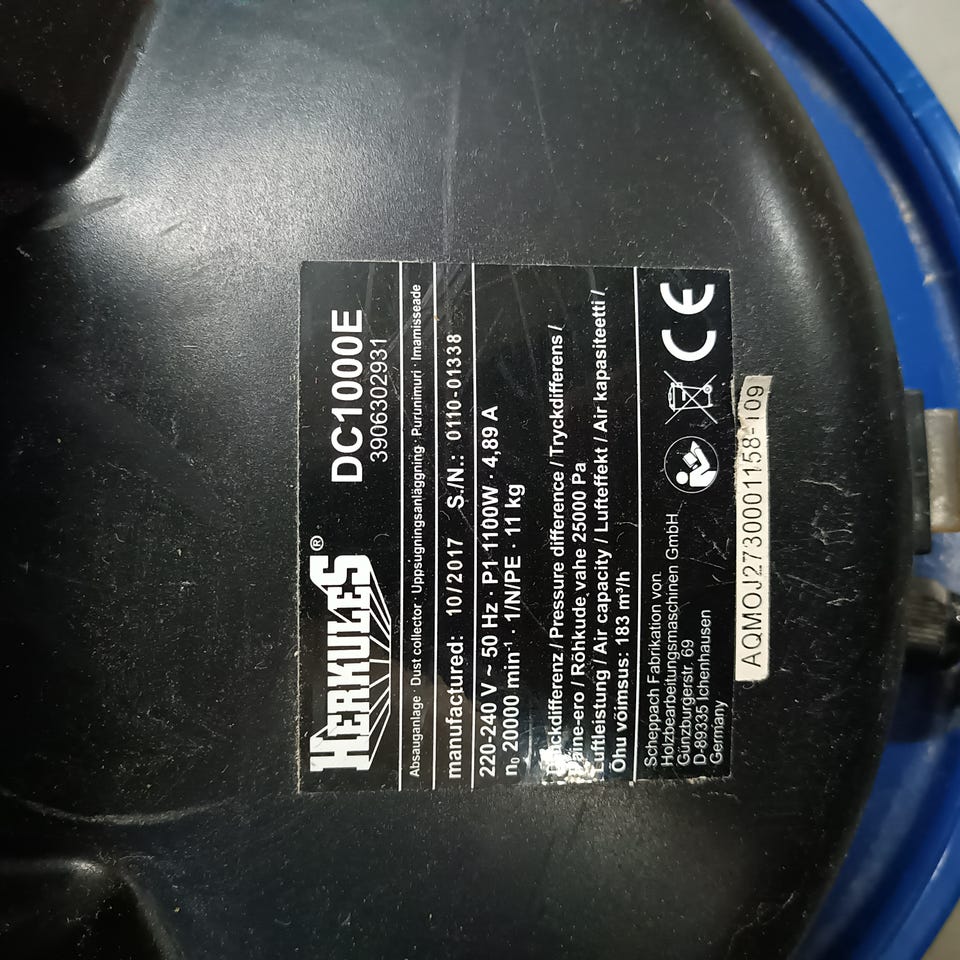 HERKULES®
DC1000E
3906302931
Absauganlage · Dust collector · Uppsugningsanläggning · Purunimuri · Imamisseade
manufactured: 10/2017 S./N.: 0110-01338
220-240 V ~ 50 Hz · P1 1100W · 4,89 A
n₀ 20000 min⁻¹ · 1/N/PE · 11 kg
Druckdifferenz / Pressure difference / Tryckdifferens /
Paine-ero / Rõhkude vahe 25000 Pa
Luftleistung / Air capacity / Lufteffekt / Air kapasiteetti /
Õhu võimsus: 183 m³/h
Scheppach Fabrikation von
Holzbearbeitungsmaschinen GmbH
Günzburgerstr. 69
D-89335 Ichenhausen
Germany
CE
AQMOJ2730001158-109